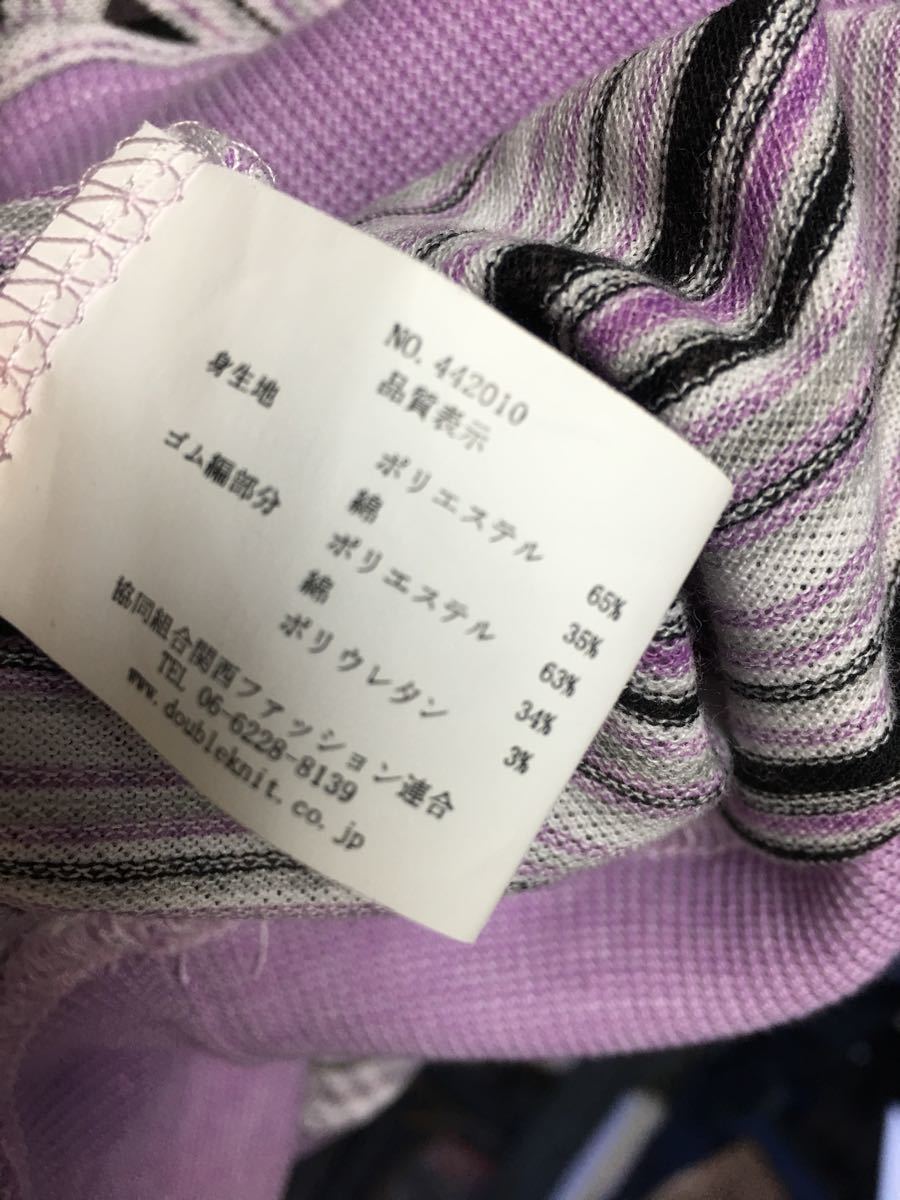 NO.442010
品質表示
身生地 ポリエステル 65%
綿 35%
ゴム編部分 ポリエステル 63%
綿 34%
ポリウレタン 3%
協同組合関西ファッション連合
TEL 06-6228-8139
www.doubleknit.co.jp